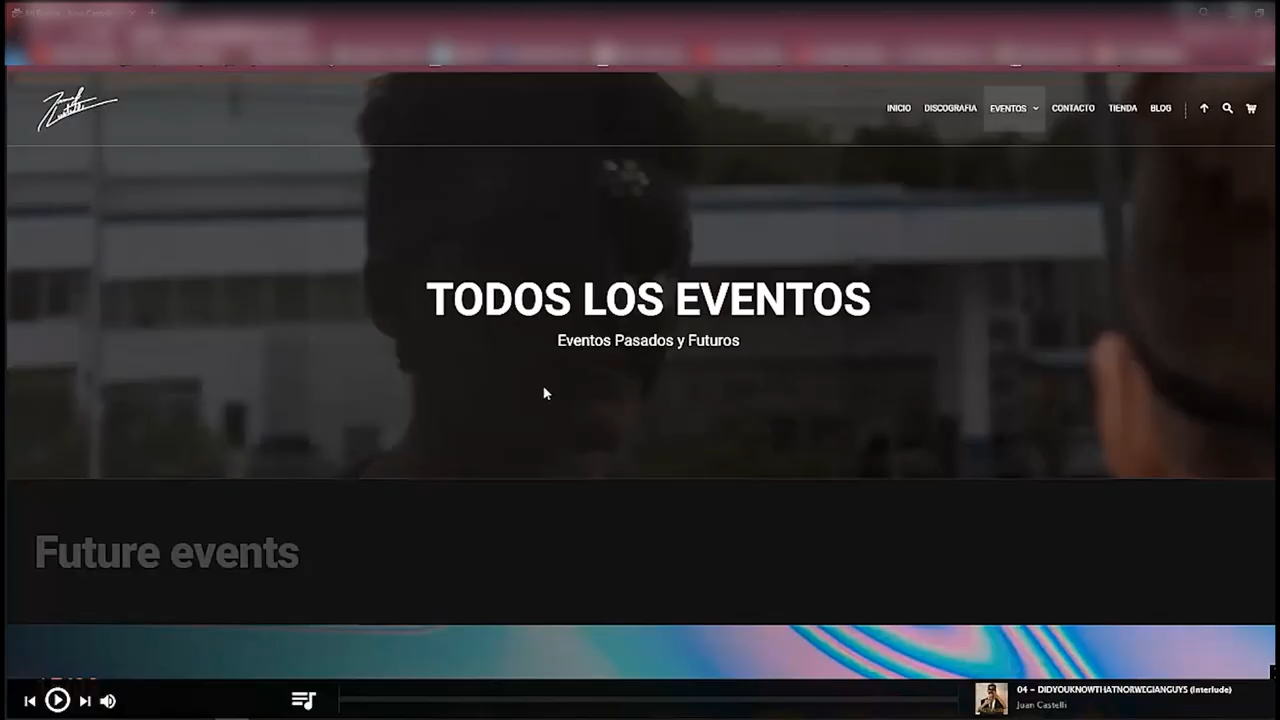 INICIO DISCOGRAFIA EVENTOS CONTACTO TIENDA BLOG
TODOS LOS EVENTOS
Eventos Pasados y Futuros
Future events
04 – DIDYOUKNOWTHATNORWEGIANGUYS (Interlude)
Juan Castelli